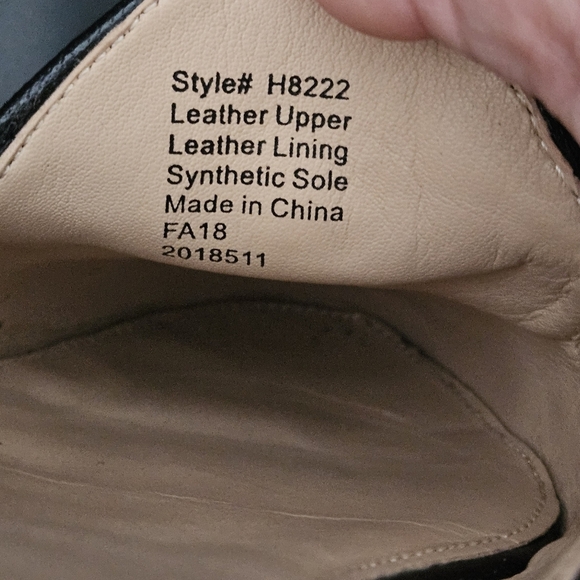 Style# H8222
Leather Upper
Leather Lining
Synthetic Sole
Made in China
FA18
2018511